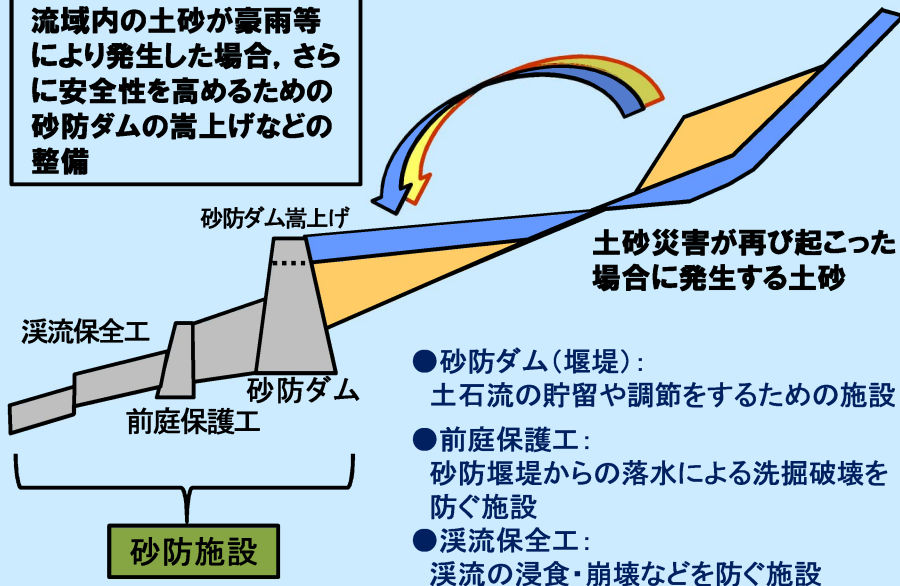 流域内の土砂が豪雨等
により発生した場合，さら
に安全性を高めるための
砂防ダムの嵩上げなどの
整備
砂防ダム嵩上げ
土砂災害が再び起こった
場合に発生する土砂
渓流保全工
砂防ダム
前庭保護工
砂防施設
●砂防ダム（堰堤）：
土石流の貯留や調節をするための施設
●前庭保護工：
砂防堰堤からの落水による洗掘破壊を
防ぐ施設
●渓流保全工：
渓流の浸食・崩壊などを防ぐ施設